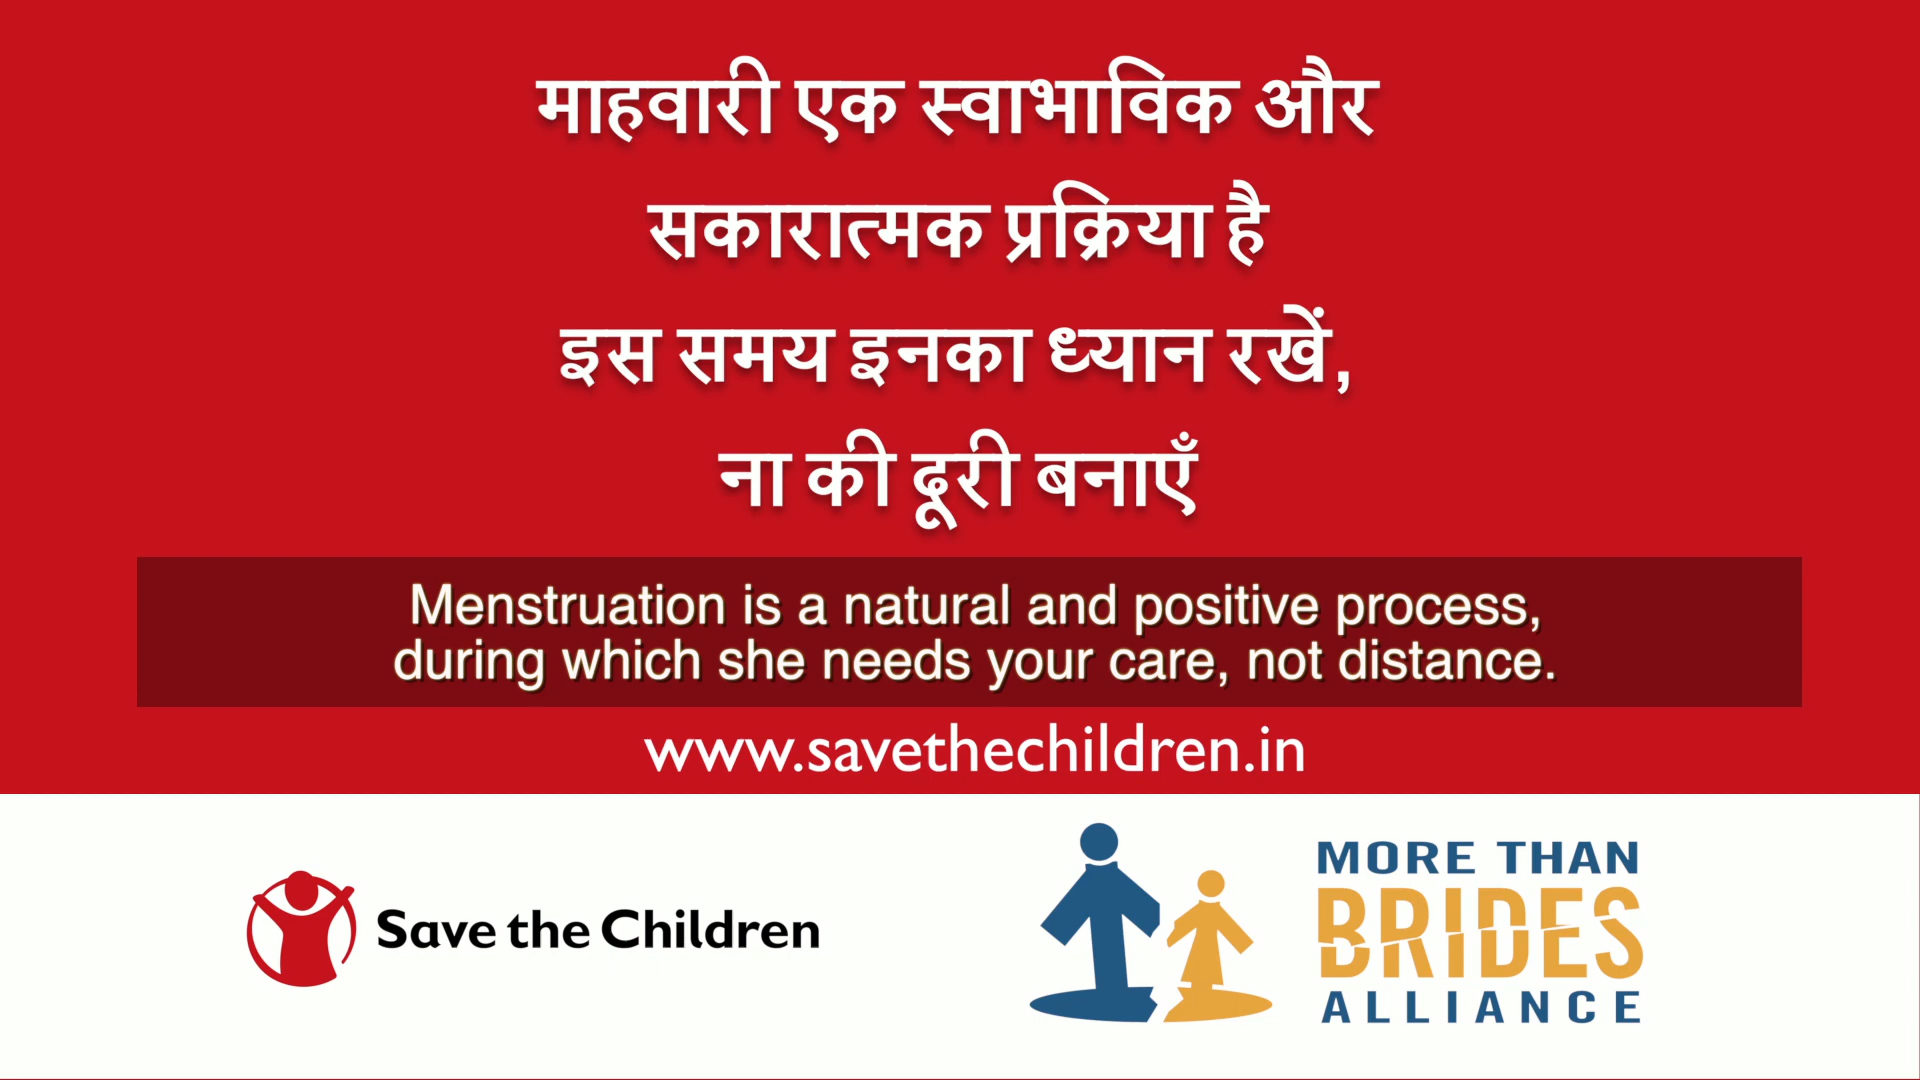 माहवारी एक स्वाभाविक और
सकारात्मक प्रक्रिया है
इस समय इनका ध्यान रखें,
ना की दूरी बनाएँ
Menstruation is a natural and positive process,
during which she needs your care, not distance.
www.savethechildren.in
Save the Children
MORE THAN
BRIDES
ALLIANCE